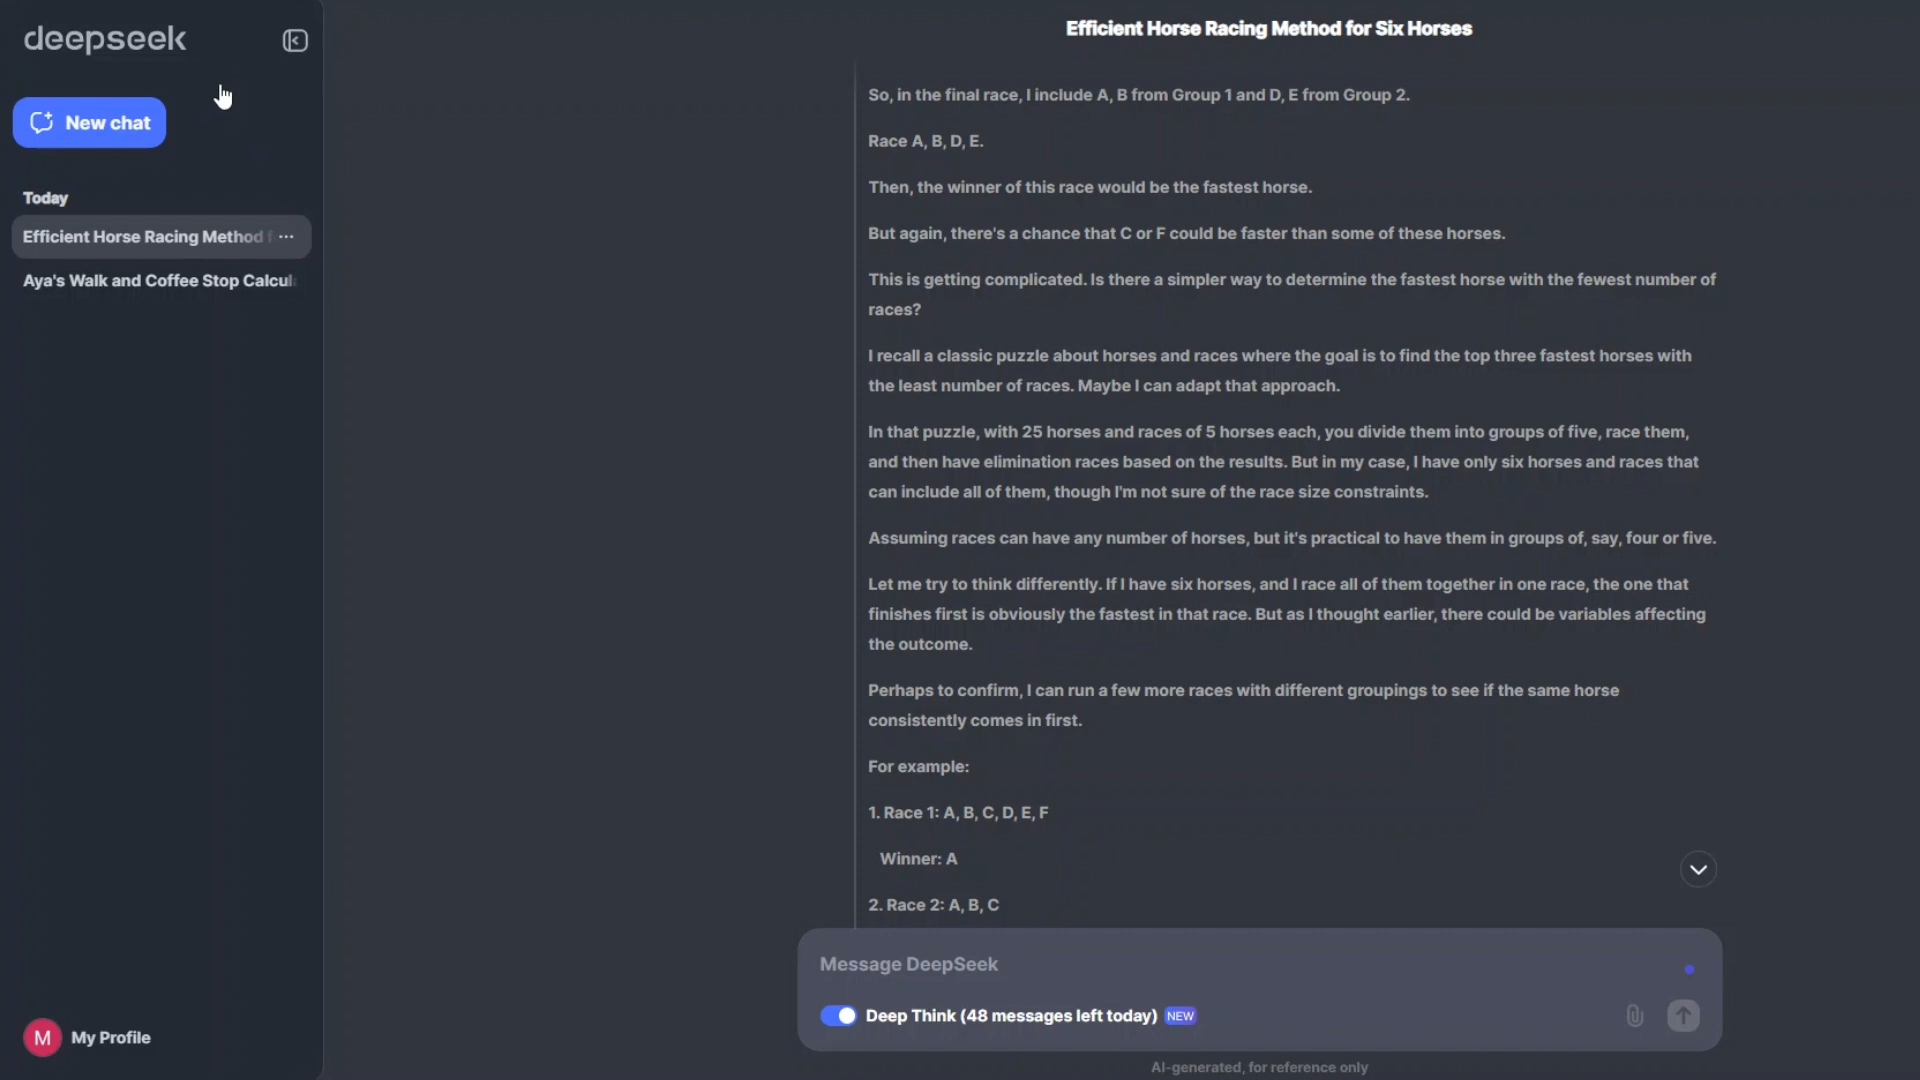 deepseek
New chat
Today
Efficient Horse Racing Method
Aya's Walk and Coffee Stop
My Profile
Efficient Horse Racing Method for Six Horses
So, in the final race, I include A, B from Group 1 and D, E from Group 2.
Race A, B, D, E.
Then, the winner of this race would be the fastest horse.
But again, there's a chance that C or F could be faster than some of these horses.
This is getting complicated. Is there a simpler way to determine the fastest horse with the fewest number of
races?
I recall a classic puzzle about horses and races where the goal is to find the top three fastest horses with
the least number of races. Maybe I can adapt that approach.
In that puzzle, with 25 horses and races of 5 horses each, you divide them into groups of five, race them,
and then have elimination races based on the results. But in my case, I have only six horses and races that
can include all of them, though I'm not sure of the race size constraints.
Assuming races can have any number of horses, but it's practical to have them in groups of, say, four or five.
Let me try to think differently. If I have six horses, and I race all of them together in one race, the one that
finishes first is obviously the fastest in that race. But as I thought earlier, there could be variables affecting
the outcome.
Perhaps to confirm, I can run a few more races with different groupings to see if the same horse
consistently comes in first.
For example:
1. Race 1: A, B, C, D, E, F
Winner: A
2. Race 2: A, B, C
Message DeepSeek
Deep Think (48 messages left today) NEW
AI-generated, for reference only
M